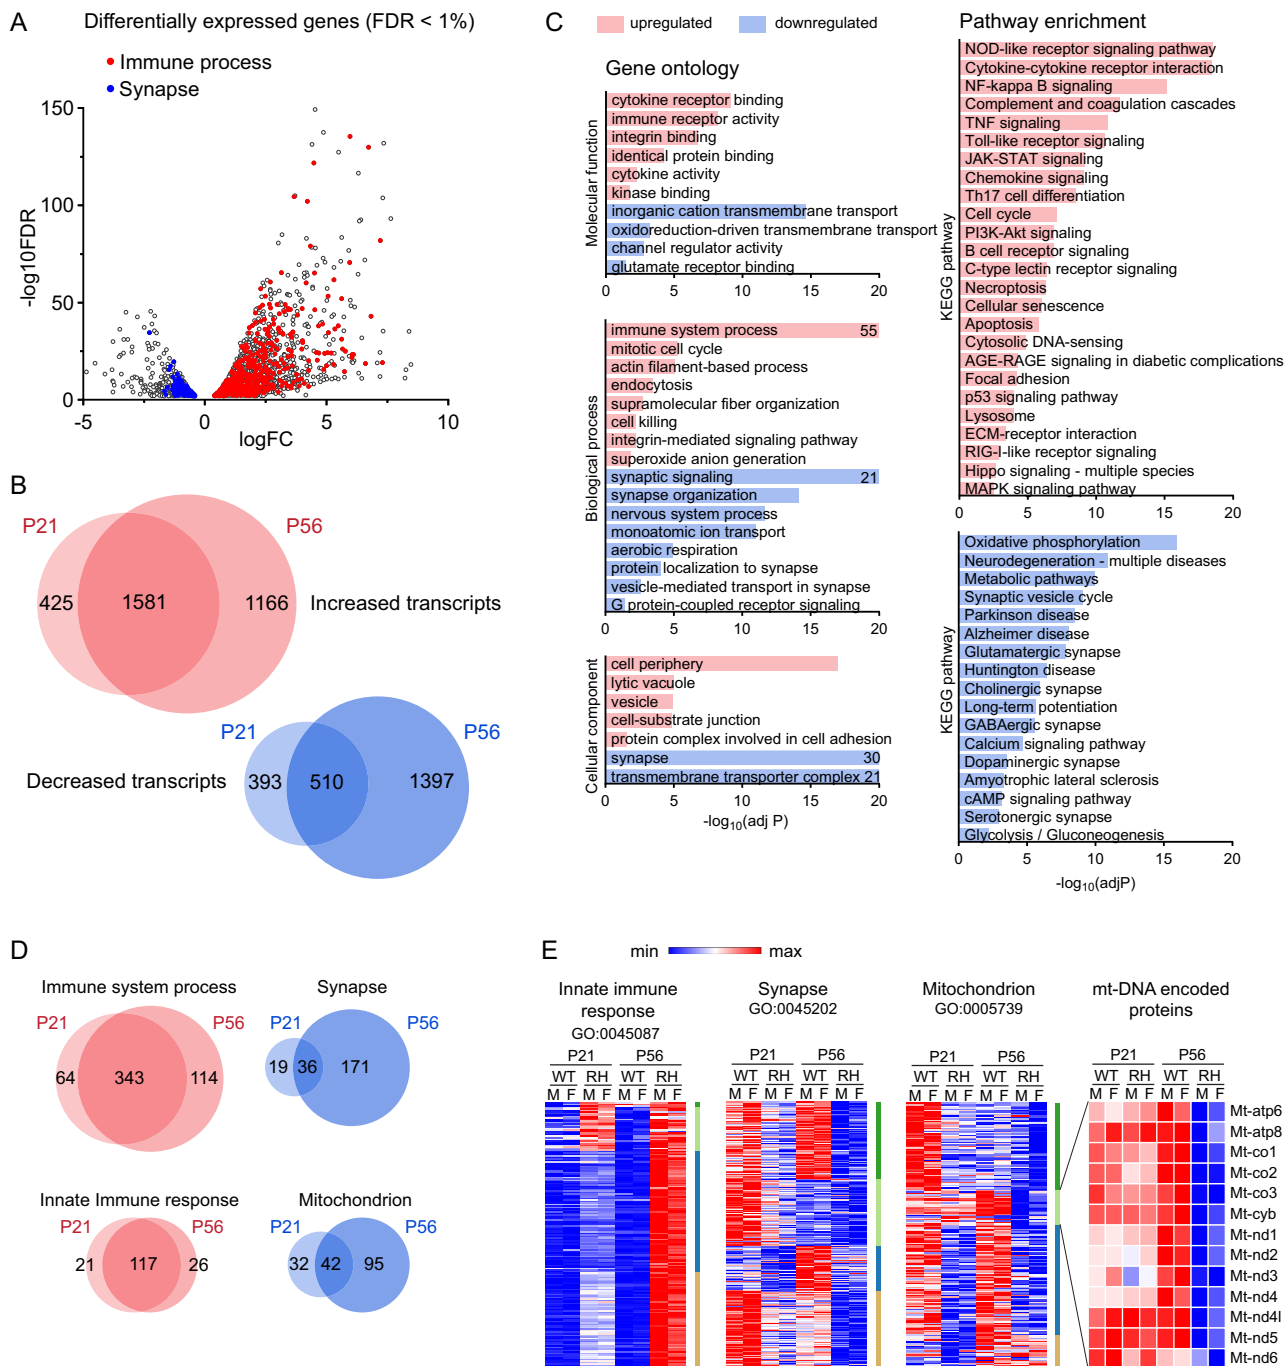 A
Differentially expressed genes (FDR < 1%)
Immune process
Synapse
150
100
50
0
-log10FDR
-5
0
5
10
logFC
B
P21
P56
425
1581
1166
Increased transcripts
P21
P56
Decreased transcripts
393
510
1397
C
upregulated
downregulated
Gene ontology
Molecular function
cytokine receptor binding
immune receptor activity
integrin binding
identical protein binding
cytokine activity
kinase binding
inorganic cation transmembrane transport
oxidoreduction-driven transmembrane transport
channel regulator activity
glutamate receptor binding
0
5
10
15
20
Biological process
immune system process 55
mitotic cell cycle
actin filament-based process
endocytosis
supramolecular fiber organization
cell killing
integrin-mediated signaling pathway
superoxide anion generation
synaptic signaling 21
synapse organization
nervous system process
monoatomic ion transport
aerobic respiration
protein localization to synapse
vesicle-mediated transport in synapse
G protein-coupled receptor signaling
0
5
10
15
20
Cellular component
cell periphery
lytic vacuole
vesicle
cell-substrate junction
protein complex involved in cell adhesion
synapse 30
transmembrane transporter complex 21
0
5
10
15
20
-log10(adj P)
Pathway enrichment
KEGG pathway
NOD-like receptor signaling pathway
Cytokine-cytokine receptor interaction
NF-kappa B signaling
Complement and coagulation cascades
TNF signaling
Toll-like receptor signaling
JAK-STAT signaling
Chemokine signaling
Th17 cell differentiation
Cell cycle
PI3K-Akt signaling
B cell receptor signaling
C-type lectin receptor signaling
Necroptosis
Cellular senescence
Apoptosis
Cytosolic DNA-sensing
AGE-RAGE signaling in diabetic complications
Focal adhesion
p53 signaling pathway
Lysosome
ECM-receptor interaction
RIG-I-like receptor signaling
Hippo signaling - multiple species
MAPK signaling pathway
0
5
10
15
20
KEGG pathway
Oxidative phosphorylation
Neurodegeneration - multiple diseases
Metabolic pathways
Synaptic vesicle cycle
Parkinson disease
Alzheimer disease
Glutamatergic synapse
Huntington disease
Cholinergic synapse
Long-term potentiation
GABAergic synapse
Calcium signaling pathway
Dopaminergic synapse
Amyotrophic lateral sclerosis
cAMP signaling pathway
Serotonergic synapse
Glycolysis / Gluconeogenesis
0
5
10
15
20
-log10(adjP)
D
Immune system process
P21
P56
64
343
114
Synapse
P21
P56
19
36
171
Innate Immune response
P21
P56
21
117
26
Mitochondrion
P21
P56
32
42
95
E
min
max
Innate immune
response
GO:0045087
P21 P56
WT RH WT RH
M F M F M F M F
Synapse
GO:0045202
P21 P56
WT RH WT RH
M F M F M F M F
Mitochondrion
GO:0005739
P21 P56
WT RH WT RH
M F M F M F M F
mt-DNA encoded
proteins
P21 P56
WT RH WT RH
M F M F M F M F
Mt-atp6
Mt-atp8
Mt-co1
Mt-co2
Mt-co3
Mt-cyb
Mt-nd1
Mt-nd2
Mt-nd3
Mt-nd4
Mt-nd4l
Mt-nd5
Mt-nd6